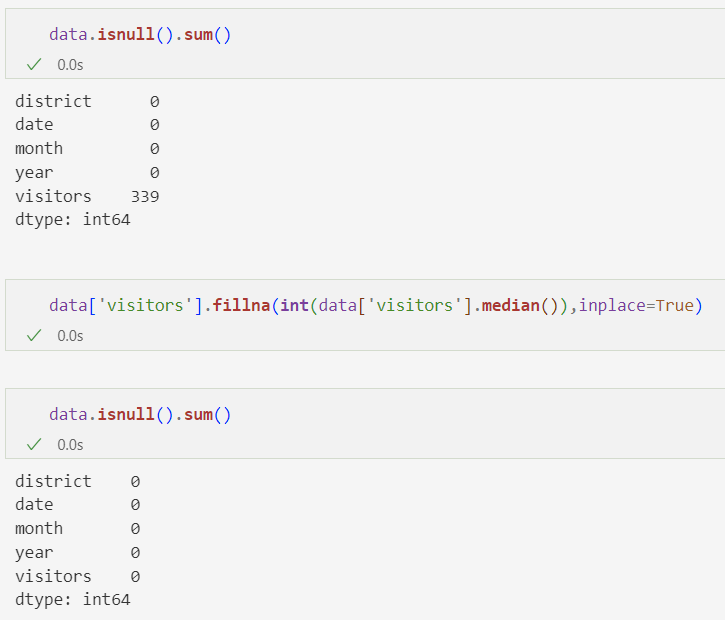 data.isnull().sum()
0.0s
district 0
date 0
month 0
year 0
visitors 339
dtype: int64
data['visitors'].fillna(int(data['visitors'].median()),inplace=True)
0.0s
data.isnull().sum()
0.0s
district 0
date 0
month 0
year 0
visitors 0
dtype: int64